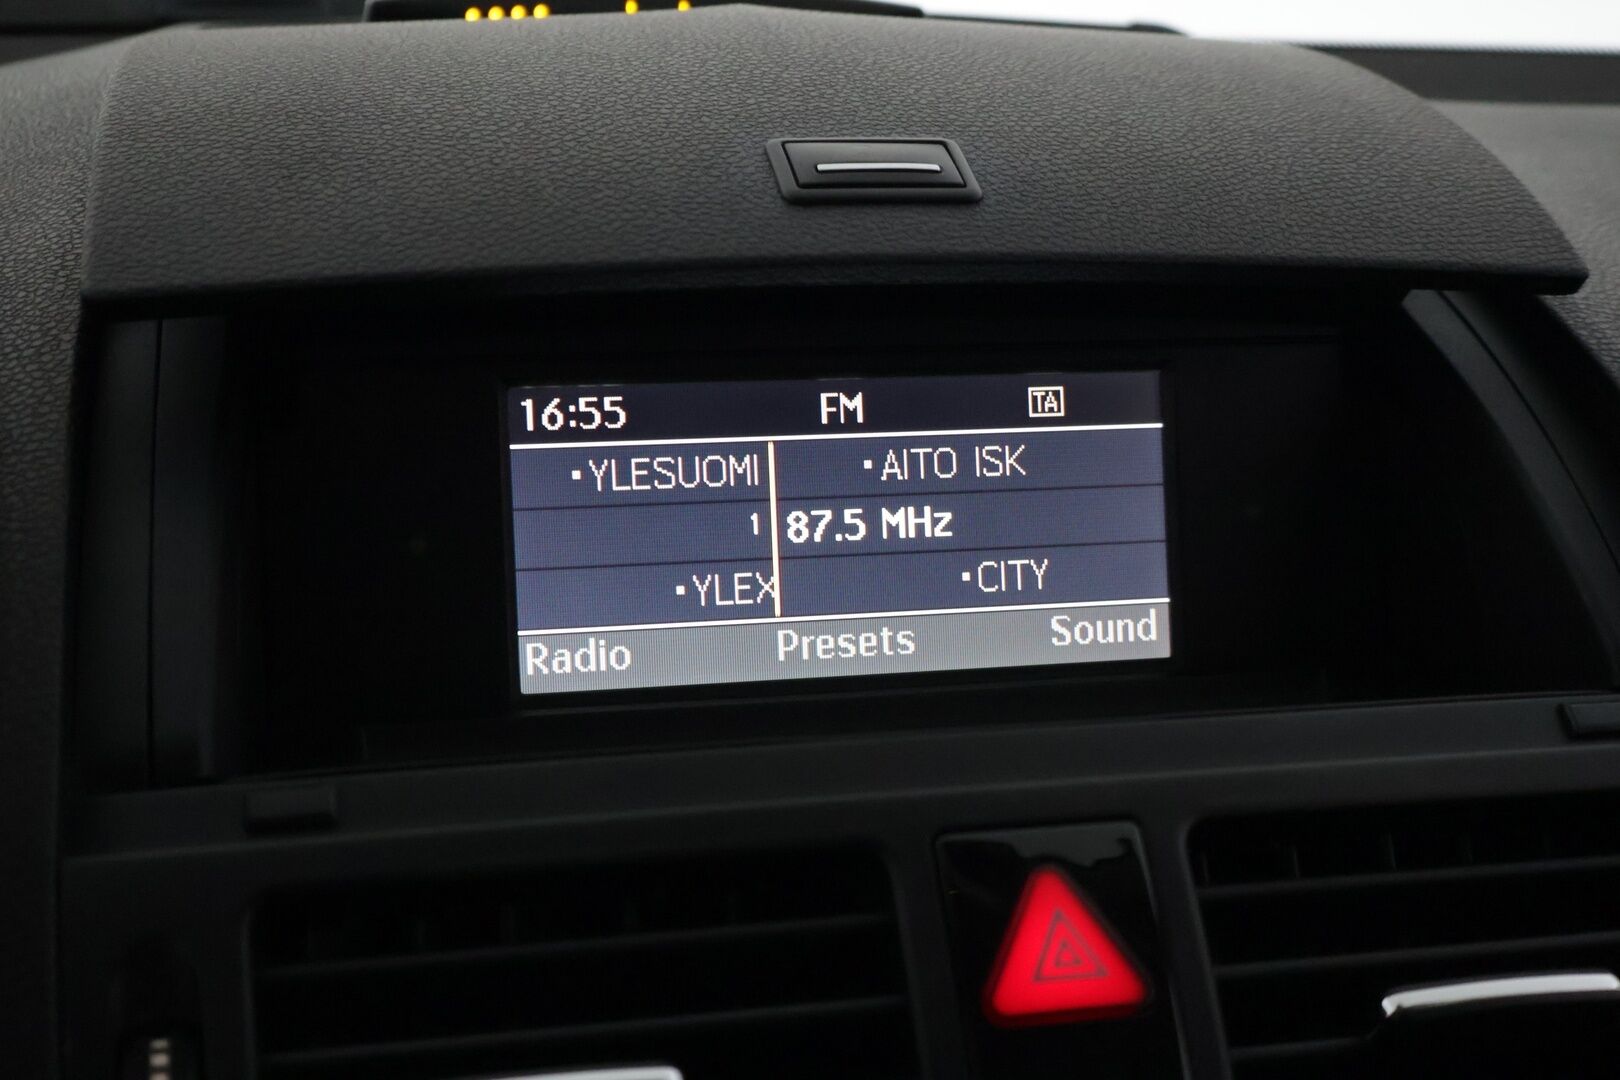 16:55 FM TA
·YLESUOMI ·AITO ISK
1 87.5 MHz
·YLEX ·CITY
Radio Presets Sound